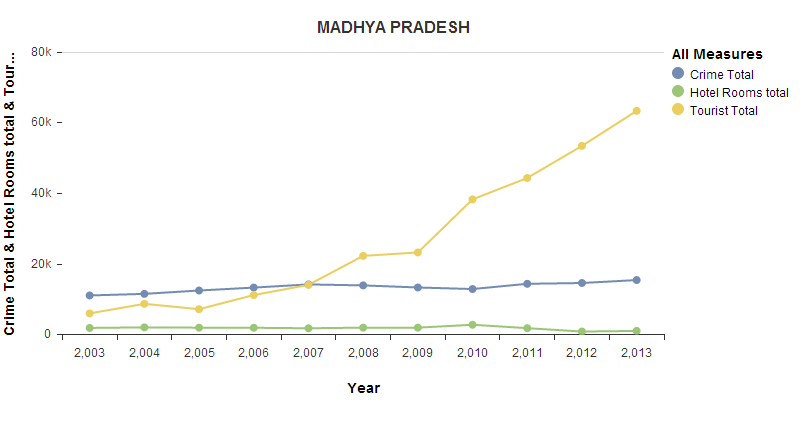 MADHYA PRADESH
Crime Total & Hotel Rooms total & Tour...
80k
60k
40k
20k
0
2,003 2,004 2,005 2,006 2,007 2,008 2,009 2,010 2,011 2,012 2,013
Year
All Measures
Crime Total
Hotel Rooms total
Tourist Total